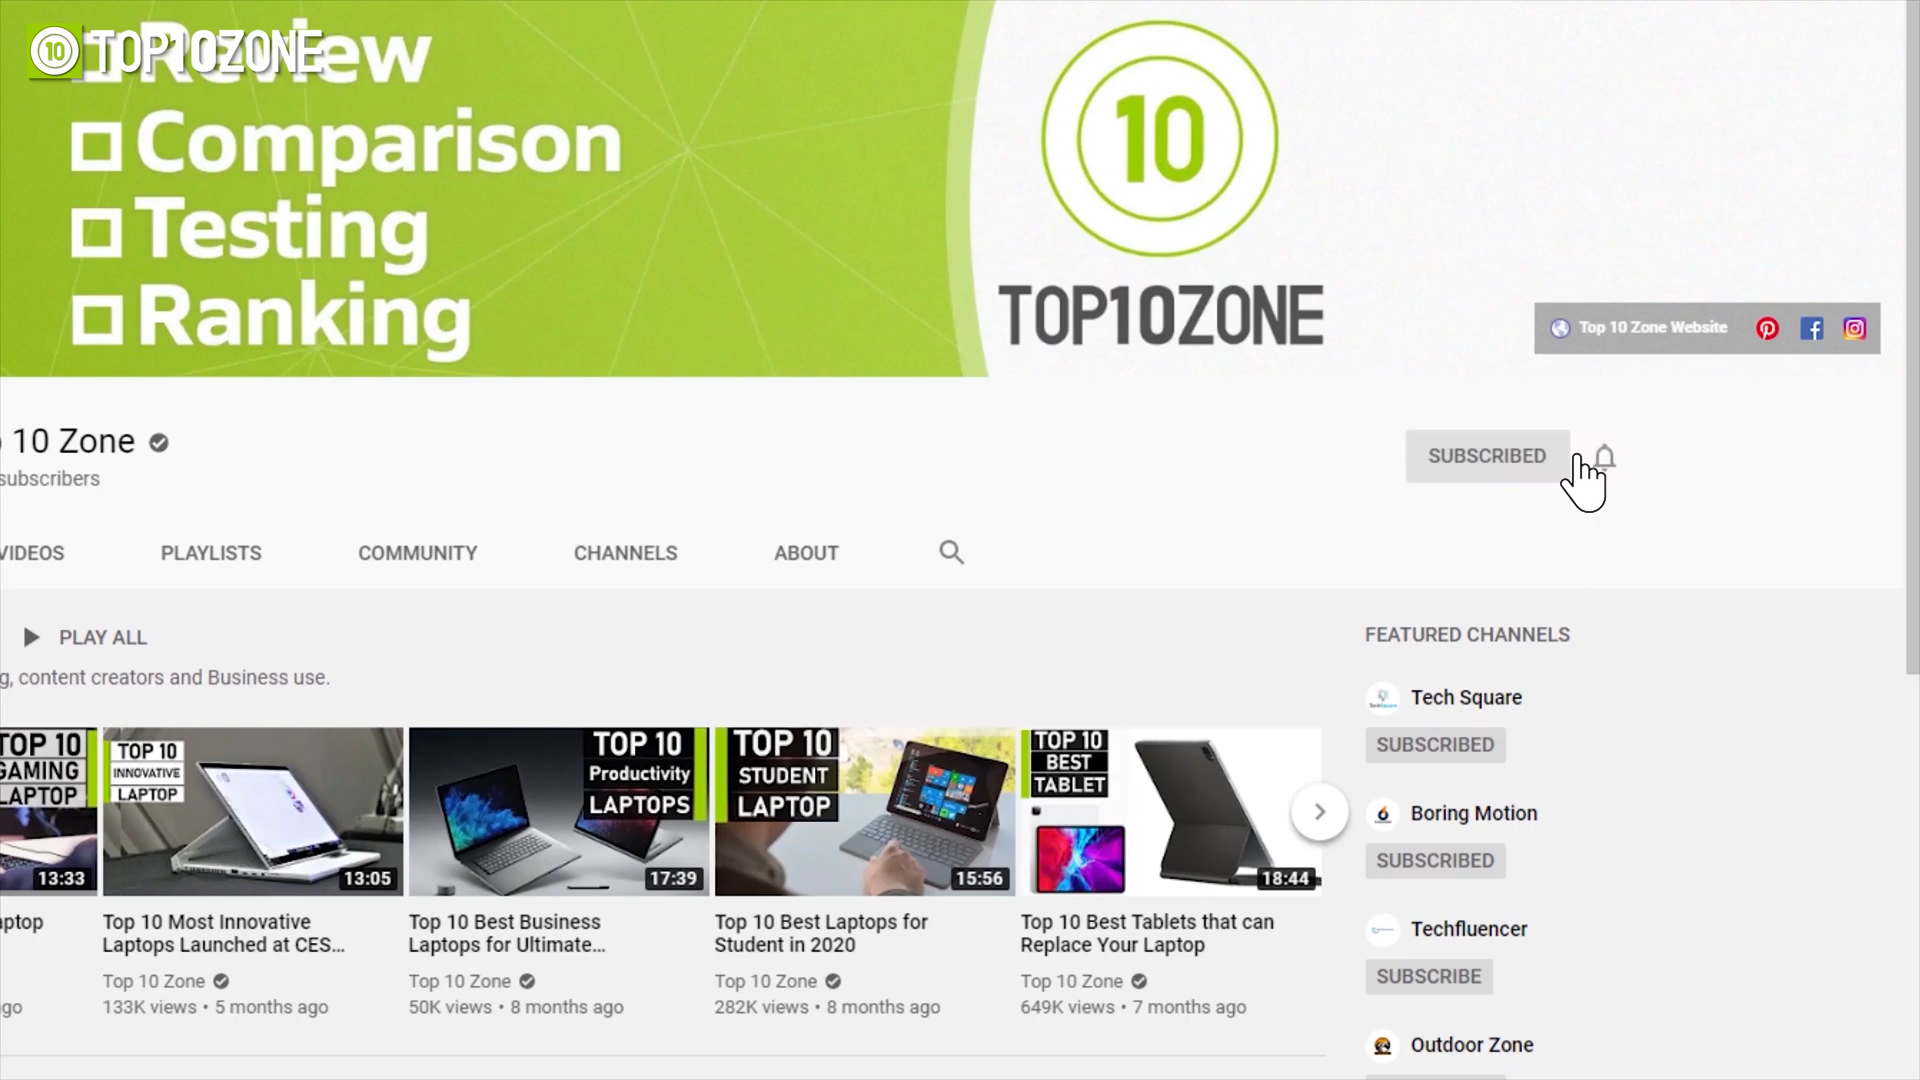 10 TOP10ZONE
Review
Comparison
Testing
Ranking
10
TOP10ZONE
Top 10 Zone Website
10 Zone
subscribers
SUBSCRIBED
VIDEOS
PLAYLISTS
COMMUNITY
CHANNELS
ABOUT
PLAY ALL
g, content creators and Business use.
TOP 10
GAMING
LAPTOP
13:33
TOP 10
INNOVATIVE
LAPTOP
13:05
TOP 10
Productivity
LAPTOPS
17:39
TOP 10
STUDENT
LAPTOP
15:56
TOP 10
BEST
TABLET
18:44
aptop
go
Top 10 Most Innovative
Laptops Launched at CES...
Top 10 Zone
133K views • 5 months ago
Top 10 Best Business
Laptops for Ultimate...
Top 10 Zone
50K views • 8 months ago
Top 10 Best Laptops for
Student in 2020
Top 10 Zone
282K views • 8 months ago
Top 10 Best Tablets that can
Replace Your Laptop
Top 10 Zone
649K views • 7 months ago
FEATURED CHANNELS
Tech Square
SUBSCRIBED
Boring Motion
SUBSCRIBED
Techfluencer
SUBSCRIBE
Outdoor Zone